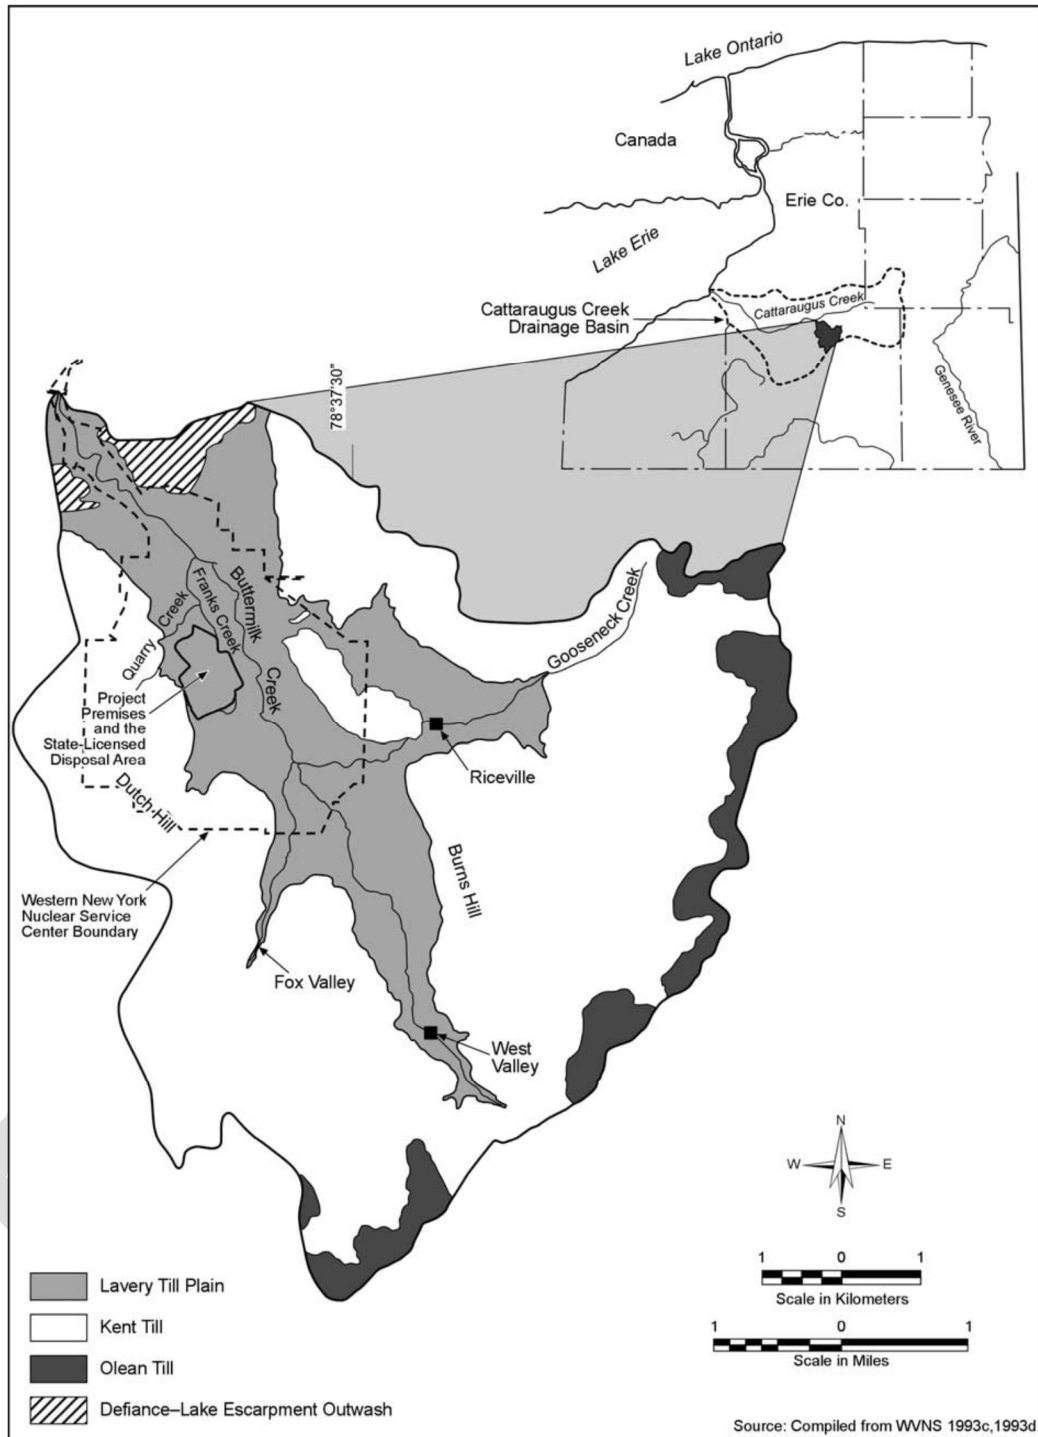 Lake Ontario
Canada
Erie Co.
Lake Erie
Cattaraugus Creek
Cattaraugus Creek
Drainage Basin
Genesee River
78°37'30"
Buttermilk
Creek
Franks Creek
Quarry Creek
Gooseneck Creek
Project
Premises
and the
State-Licensed
Disposal Area
Riceville
Dutch Hill
Burns Hill
Western New York
Nuclear Service
Center Boundary
Fox Valley
West
Valley
N
W E
S
1 0 1
Scale in Kilometers
1 0 1
Scale in Miles
Lavery Till Plain
Kent Till
Olean Till
Defiance–Lake Escarpment Outwash
Source: Compiled from WVNS 1993c,1993d